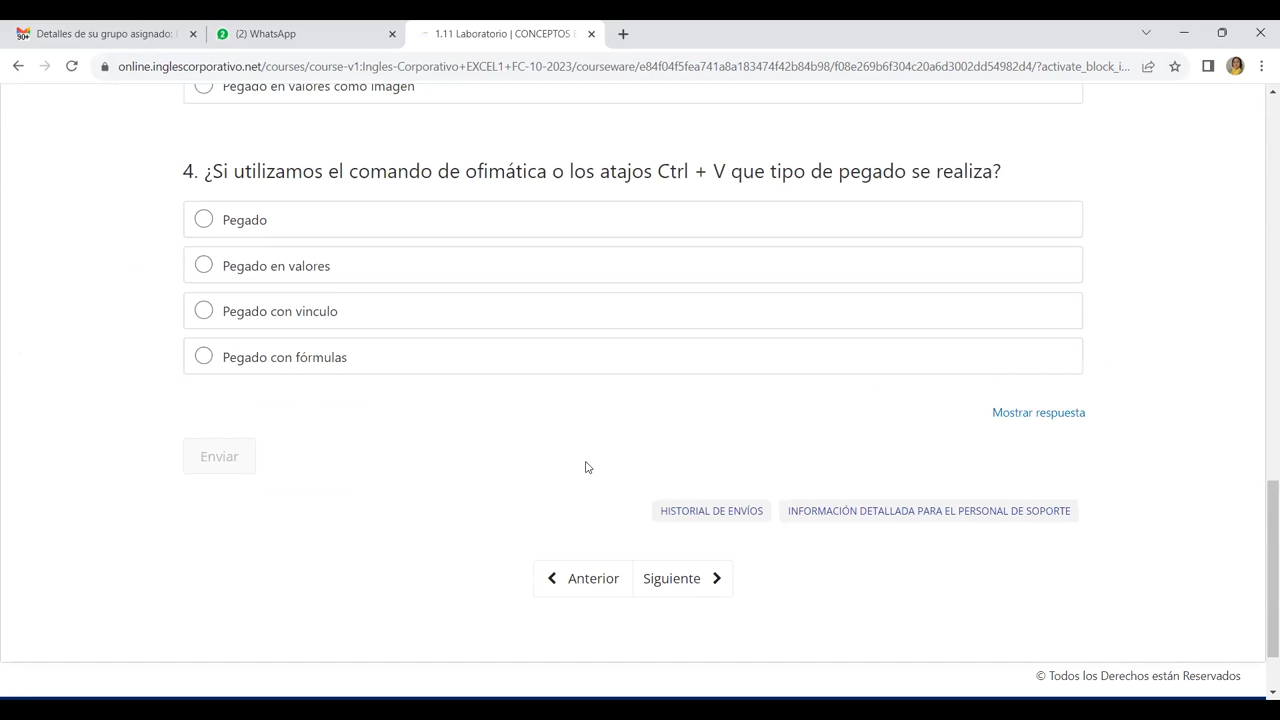 Detalles de su grupo asignado:
(2) WhatsApp
1.11 Laboratorio | CONCEPTOS
online.inglescorporativo.net/courses/course-v1:Ingles-Corporativo+EXCEL1+FC-10-2023/courseware/e84f04f5fea741a8a183474f42b84b98/f08e269b6f304c20a6d3002dd54982d4/?activate_block_i...
Pegado en valores como imagen
4. ¿Si utilizamos el comando de ofimática o los atajos Ctrl + V que tipo de pegado se realiza?
Pegado
Pegado en valores
Pegado con vinculo
Pegado con fórmulas
Mostrar respuesta
Enviar
HISTORIAL DE ENVÍOS
INFORMACIÓN DETALLADA PARA EL PERSONAL DE SOPORTE
Anterior
Siguiente
© Todos los Derechos están Reservados